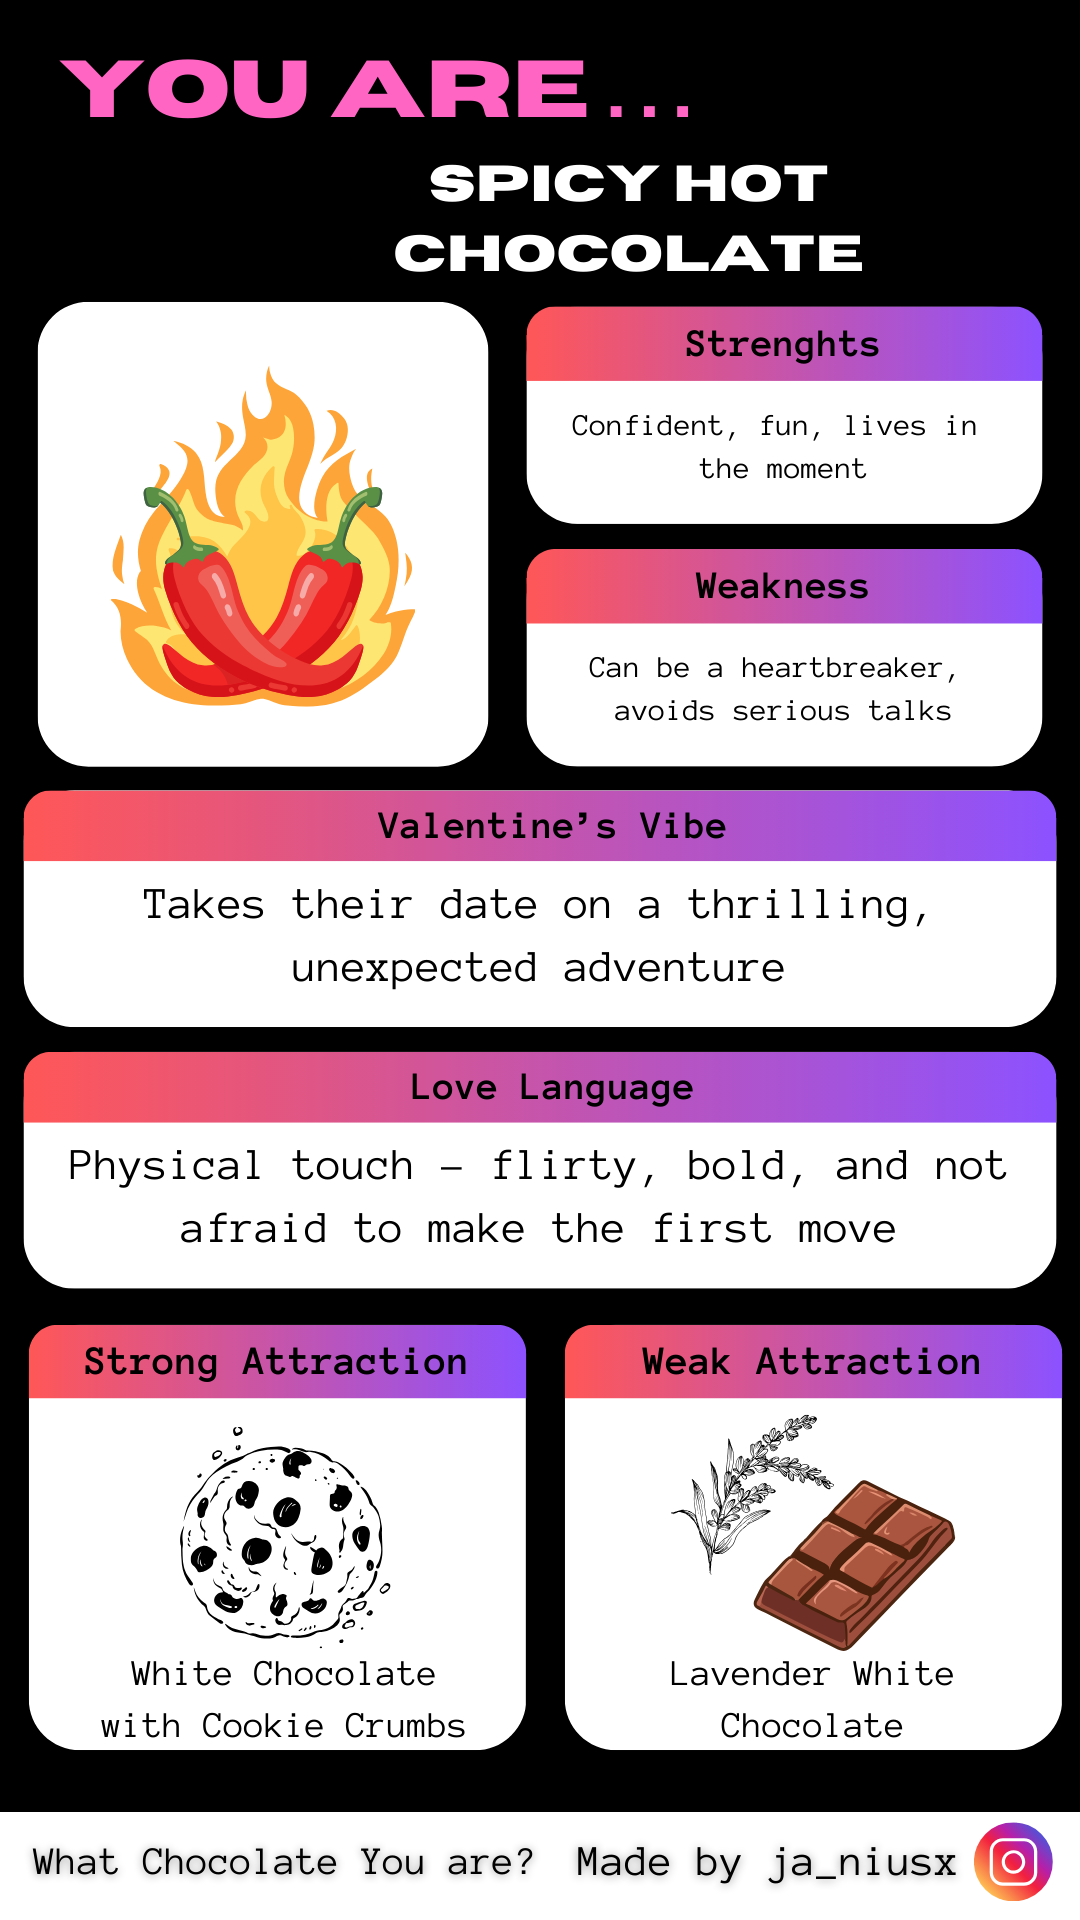 YOU ARE...
SPICY HOT
CHOCOLATE
Strenghts
Confident, fun, lives in
the moment
Weakness
Can be a heartbreaker,
avoids serious talks
Valentine's Vibe
Takes their date on a thrilling,
unexpected adventure
Love Language
Physical touch – flirty, bold, and not
afraid to make the first move
Strong Attraction
White Chocolate
with Cookie Crumbs
Weak Attraction
Lavender White
Chocolate
What Chocolate You are? Made by ja_niusx